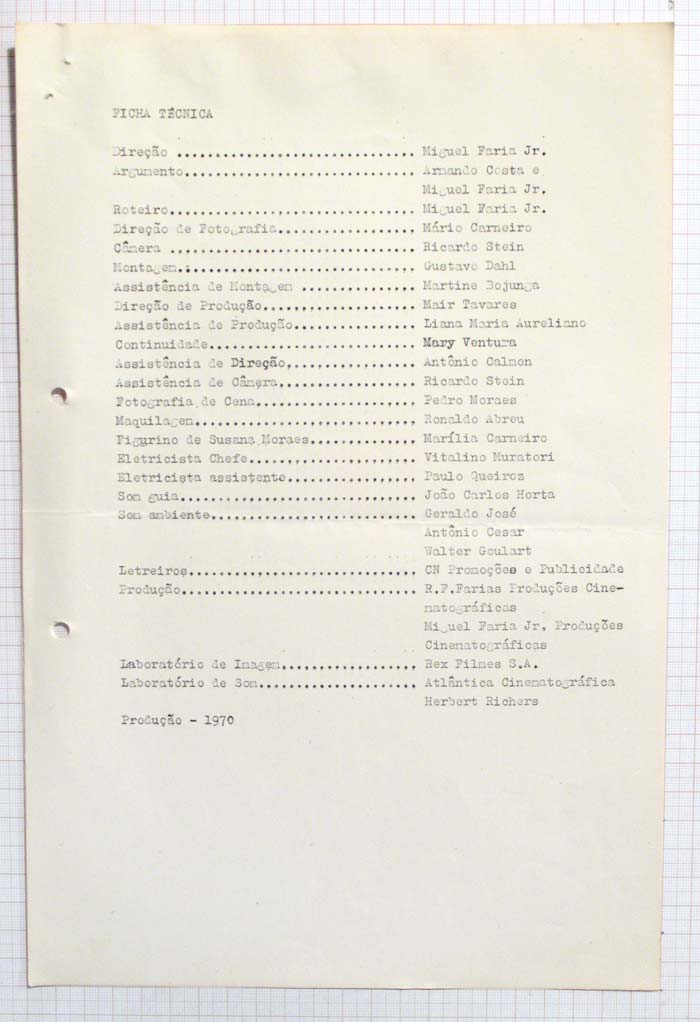 FICHA TÉCNICA
Direção ............................... Miguel Faria Jr.
Argumento.............................. Armando Costa e
Miguel Faria Jr.
Roteiro................................ Miguel Faria Jr.
Direção de Fotografia.................. Mário Carneiro
Câmera ................................ Ricardo Stein
Montagem............................... Gustavo Dahl
Assistência de Montagem ............... Martine Bojunga
Direção de Produção.................... Mair Tavares
Assistência de Produção................ Liana Maria Aureliano
Continuidade........................... Mary Ventura
Assistência de Direção................. Antônio Calmon
Assistência de Câmera.................. Ricardo Stein
Fotografia de Cena..................... Pedro Moraes
Maquilagem............................. Ronaldo Abreu
Figurino de Susana Moraes.............. Marília Carneiro
Eletricista Chefe...................... Vitalino Muratori
Eletricista assistente................. Paulo Queiroz
Som guia............................... João Carlos Horta
Som ambiente........................... Geraldo José
Antônio Cesar
Walter Goulart
Letreiros.............................. CN Promoções e Publicidade
Produção............................... R.F.Farias Produções Cine-
matográficas
Miguel Faria Jr. Produções
Cinematográficas
Laboratório de Imagem.................. Rex Filmes S.A.
Laboratório de Som..................... Atlântica Cinematográfica
Herbert Richers
Produção - 1970